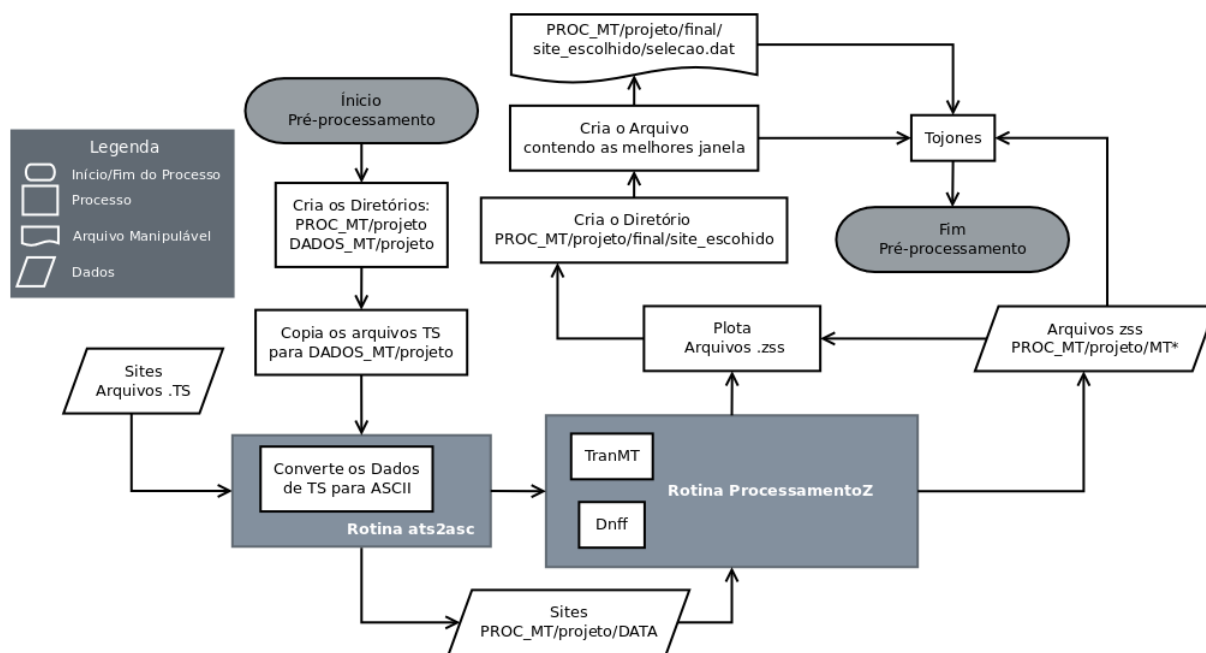 PROC_MT/projeto/final/
site_escolhido/selecao.dat
Ínicio
Pré-processamento
Cria o Arquivo
contendo as melhores janela
Tojones
Legenda
Início/Fim do Processo
Processo
Arquivo Manipulável
Dados
Cria os Diretórios:
PROC_MT/projeto
DADOS_MT/projeto
Cria o Diretório
PROC_MT/projeto/final/site_escohido
Fim
Pré-processamento
Copia os arquivos TS
para DADOS_MT/projeto
Plota
Arquivos .zss
Arquivos zss
PROC_MT/projeto/MT*
Sites
Arquivos .TS
Converte os Dados
de TS para ASCII
Rotina ats2asc
TranMT
Rotina ProcessamentoZ
Dnff
Sites
PROC_MT/projeto/DATA